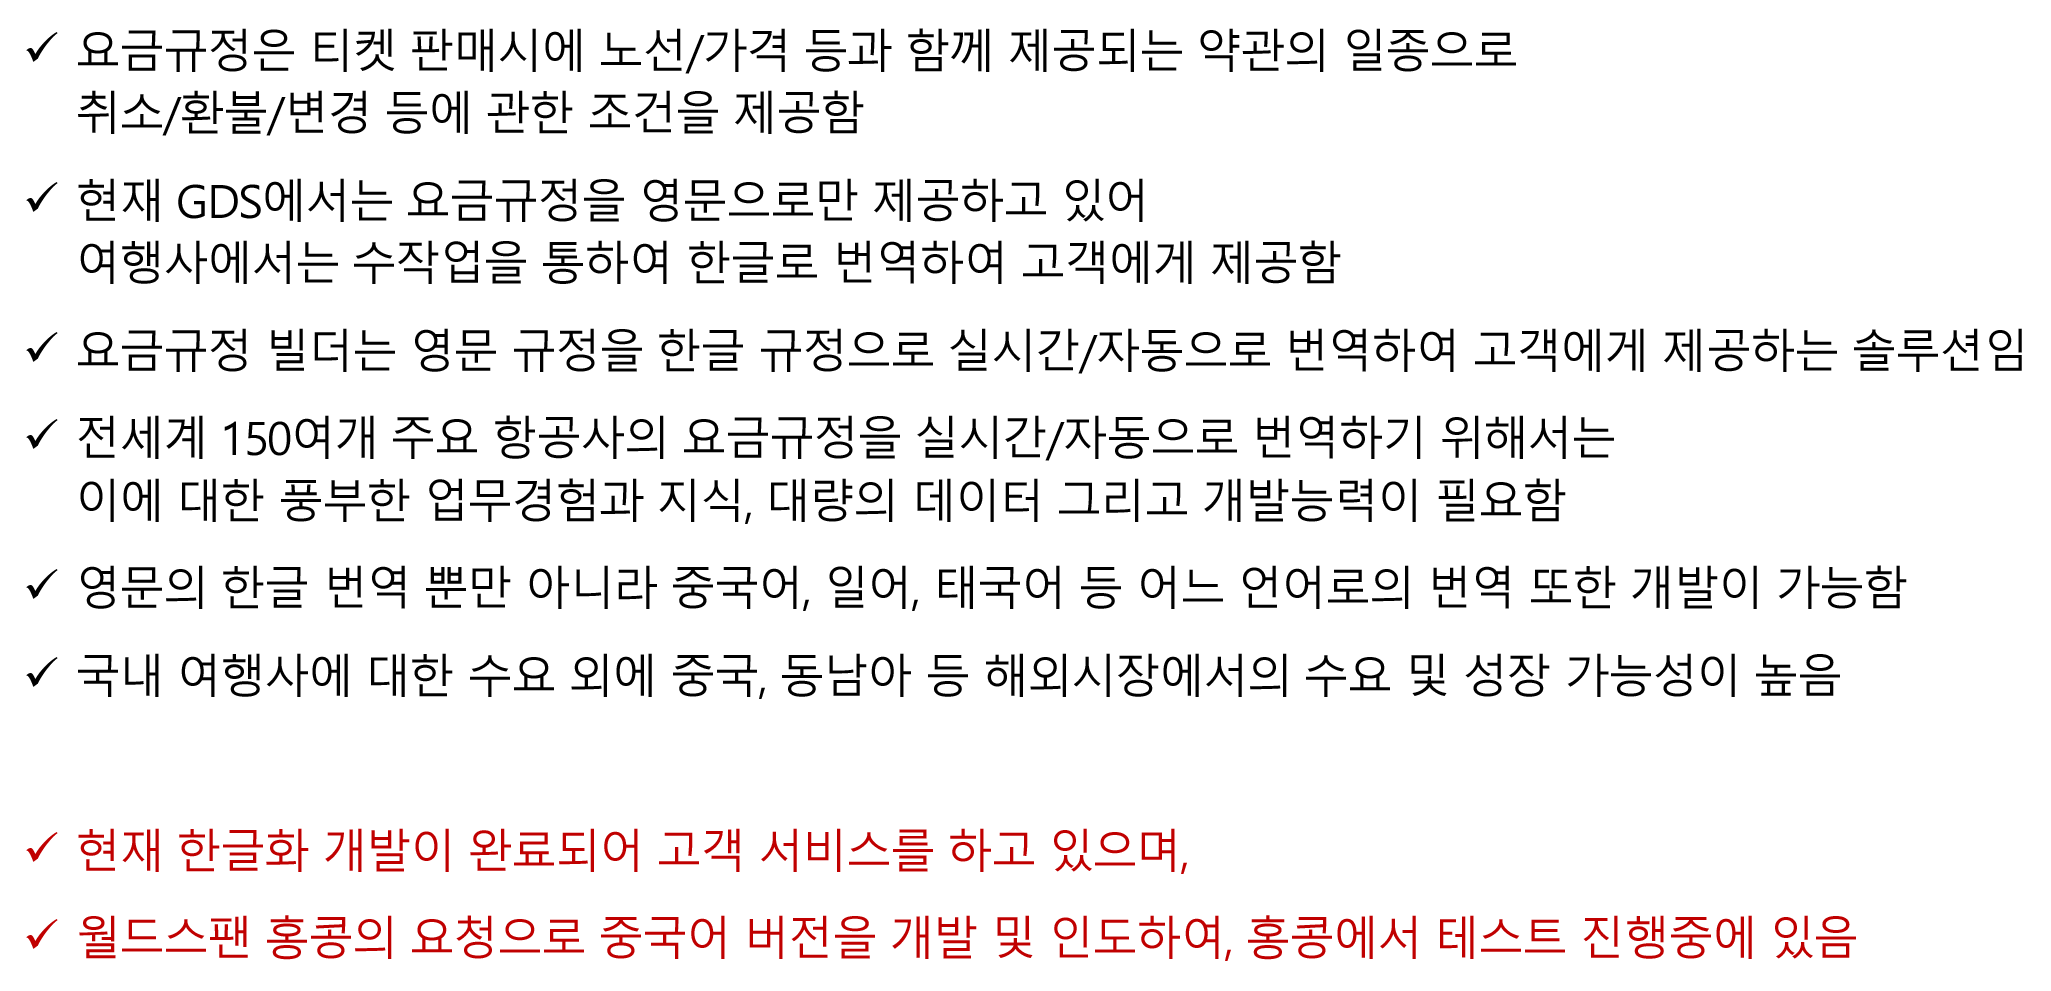 ✓ 요금규정은 티켓 판매시에 노선/가격 등과 함께 제공되는 약관의 일종으로
취소/환불/변경 등에 관한 조건을 제공함
✓ 현재 GDS에서는 요금규정을 영문으로만 제공하고 있어
여행사에서는 수작업을 통하여 한글로 번역하여 고객에게 제공함
✓ 요금규정 빌더는 영문 규정을 한글 규정으로 실시간/자동으로 번역하여 고객에게 제공하는 솔루션임
✓ 전세계 150여개 주요 항공사의 요금규정을 실시간/자동으로 번역하기 위해서는
이에 대한 풍부한 업무경험과 지식, 대량의 데이터 그리고 개발능력이 필요함
✓ 영문의 한글 번역 뿐만 아니라 중국어, 일어, 태국어 등 어느 언어로의 번역 또한 개발이 가능함
✓ 국내 여행사에 대한 수요 외에 중국, 동남아 등 해외시장에서의 수요 및 성장 가능성이 높음
✓ 현재 한글화 개발이 완료되어 고객 서비스를 하고 있으며,
✓ 월드스팬 홍콩의 요청으로 중국어 버전을 개발 및 인도하여, 홍콩에서 테스트 진행중에 있음